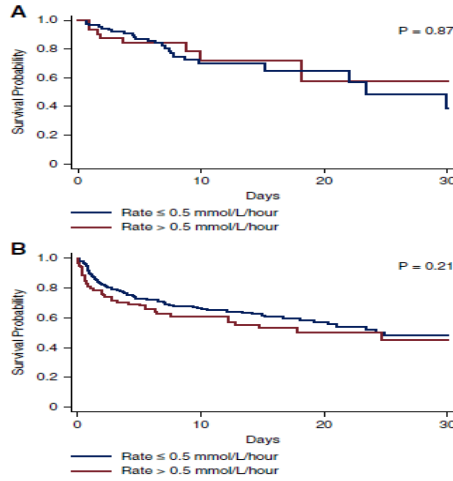 A
P = 0.87
Survival Probability
1.0
0.8
0.6
0.4
0.2
0
0 10 20 30
Days
Rate ≤ 0.5 mmol/L/hour
Rate > 0.5 mmol/L/hour
B
P = 0.21
Survival Probability
1.0
0.8
0.6
0.4
0.2
0
0 10 20 30
Days
Rate ≤ 0.5 mmol/L/hour
Rate > 0.5 mmol/L/hour